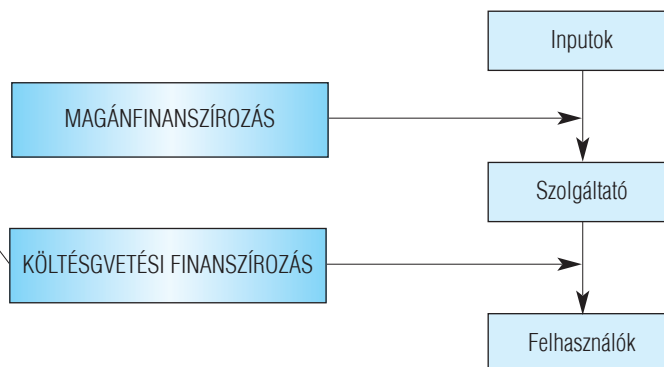 Inputok
MAGÁNFINANSZÍROZÁS
Szolgáltató
KÖLTÉSGVETÉSI FINANSZÍROZÁS
Felhasználók